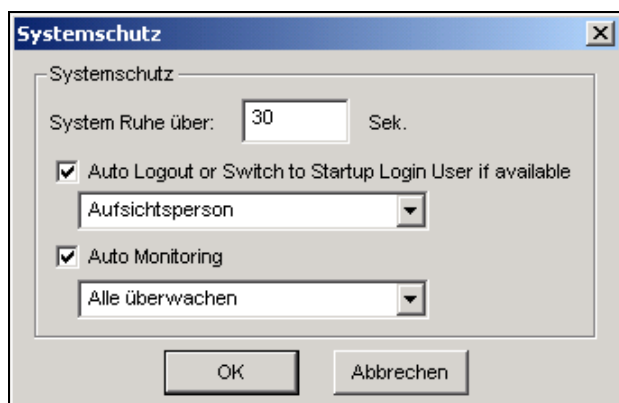 Systemschutz
Systemschutz
System Ruhe über: 30 Sek.
Auto Logout or Switch to Startup Login User if available
Aufsichtsperson
Auto Monitoring
Alle überwachen
OK Abbrechen